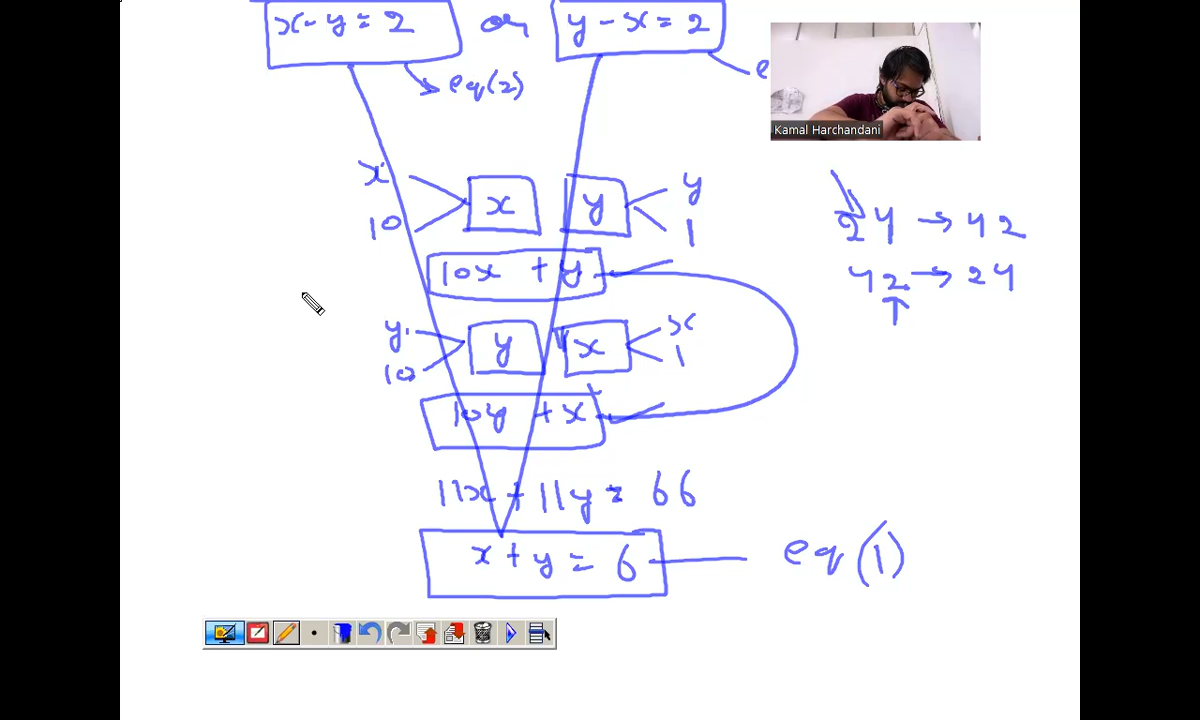 x - y = 2 or y - x = 2
eq(2) e
Kamal Harchandani
x x y y
10 1
24 → 42
10x + y
42 → 24
y y x x
10 1
10y + x
11x + 11y = 66
x + y = 6 eq(1)